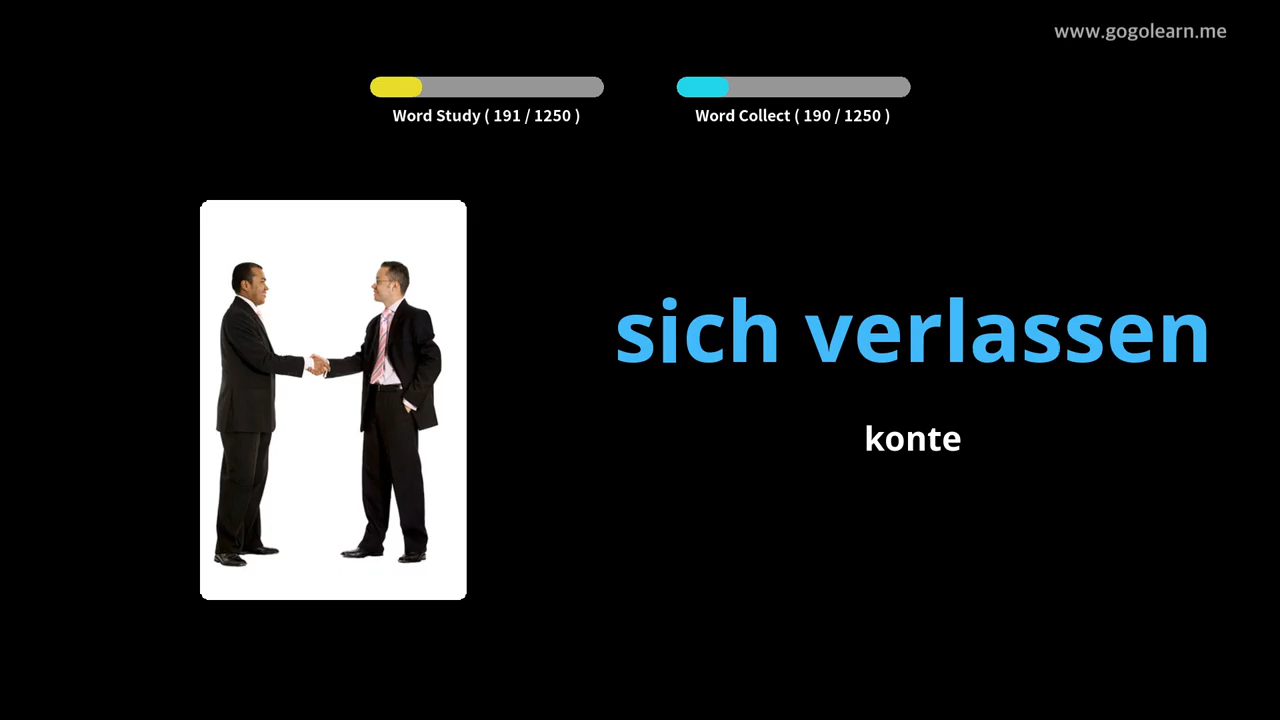 www.gogolearn.me
Word Study ( 191 / 1250 )
Word Collect ( 190 / 1250 )
sich verlassen
konte